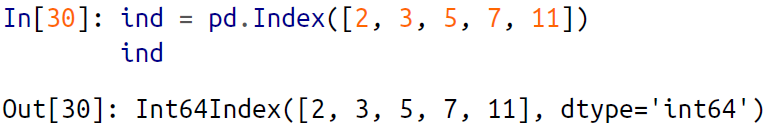 In[30]: ind = pd.Index([2, 3, 5, 7, 11])
ind
Out[30]: Int64Index([2, 3, 5, 7, 11], dtype='int64')